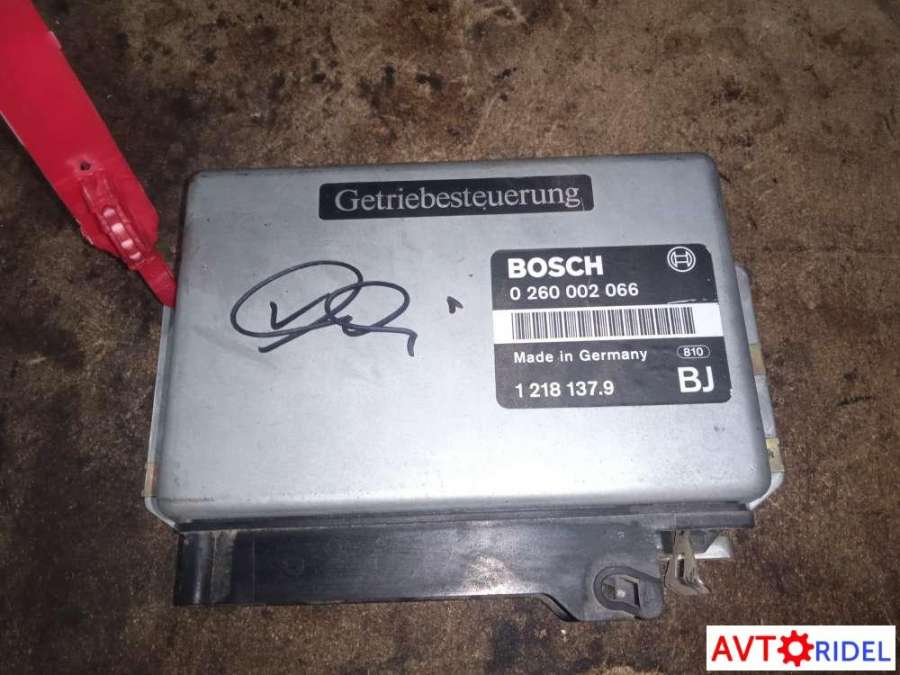 Getriebesteuerung
BOSCH
0 260 002 066
Made in Germany 810
1 218 137.9 BJ
AVTORIDEL